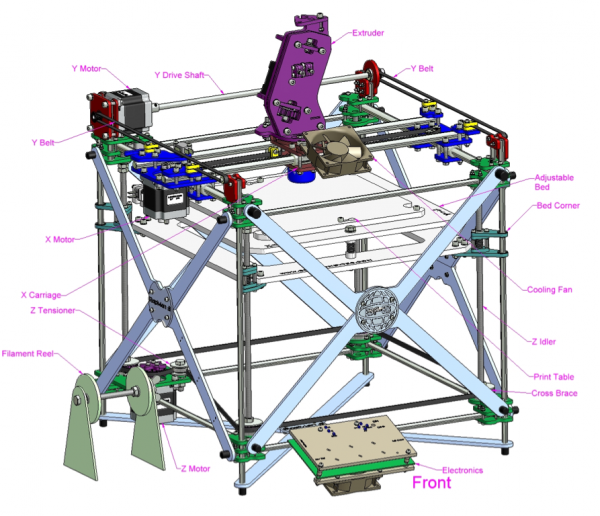 Extruder
Y Motor
Y Drive Shaft
Y Belt
Y Belt
Adjustable
Bed
Bed Corner
X Motor
X Carriage
Z Tensioner
Cooling Fan
Filament Reel
Z Idler
Print Table
Cross Brace
Z Motor
Electronics
Front